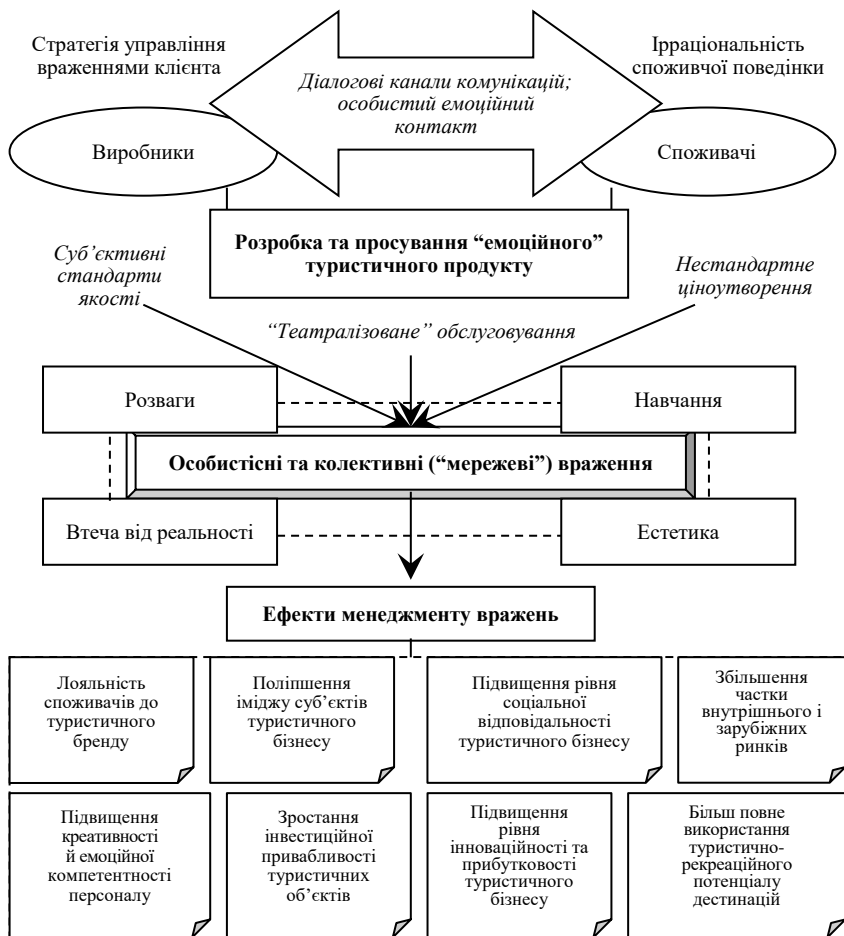 Стратегія управління
враженнями клієнта
Ірраціональність
споживчої поведінки
Діалогові канали комунікацій;
особистий емоційний
контакт
Виробники
Споживачі
Розробка та просування “емоційного”
туристичного продукту
Суб’єктивні
стандарти
якості
Нестандартне
ціноутворення
“Театралізоване” обслуговування
Розваги
Навчання
Особистісні та колективні (“мережеві”) враження
Втеча від реальності
Естетика
Ефекти менеджменту вражень
Лояльність
споживачів до
туристичного
бренду
Поліпшення
іміджу суб’єктів
туристичного
бізнесу
Підвищення рівня
соціальної
відповідальності
туристичного бізнесу
Збільшення
частки
внутрішнього і
зарубіжних
ринків
Підвищення
креативності
й емоційної
компетентності
персоналу
Зростання
інвестиційної
привабливості
туристичних
об’єктів
Підвищення
рівня
інноваційності та
прибутковості
туристичного
бізнесу
Більш повне
використання
туристично-
рекреаційного
потенціалу
дестинацій